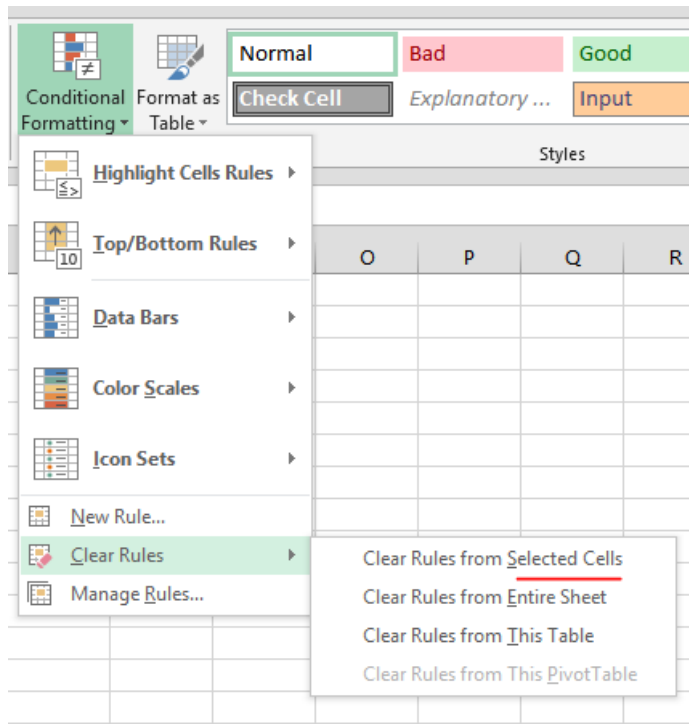 Conditional Formatting
Format as Table
Normal
Bad
Good
Check Cell
Explanatory ...
Input
Styles
Highlight Cells Rules
≤≥
Top/Bottom Rules
10
Data Bars
Color Scales
Icon Sets
New Rule...
Clear Rules
Manage Rules...
O P Q R
Clear Rules from Selected Cells
Clear Rules from Entire Sheet
Clear Rules from This Table
Clear Rules from This PivotTable